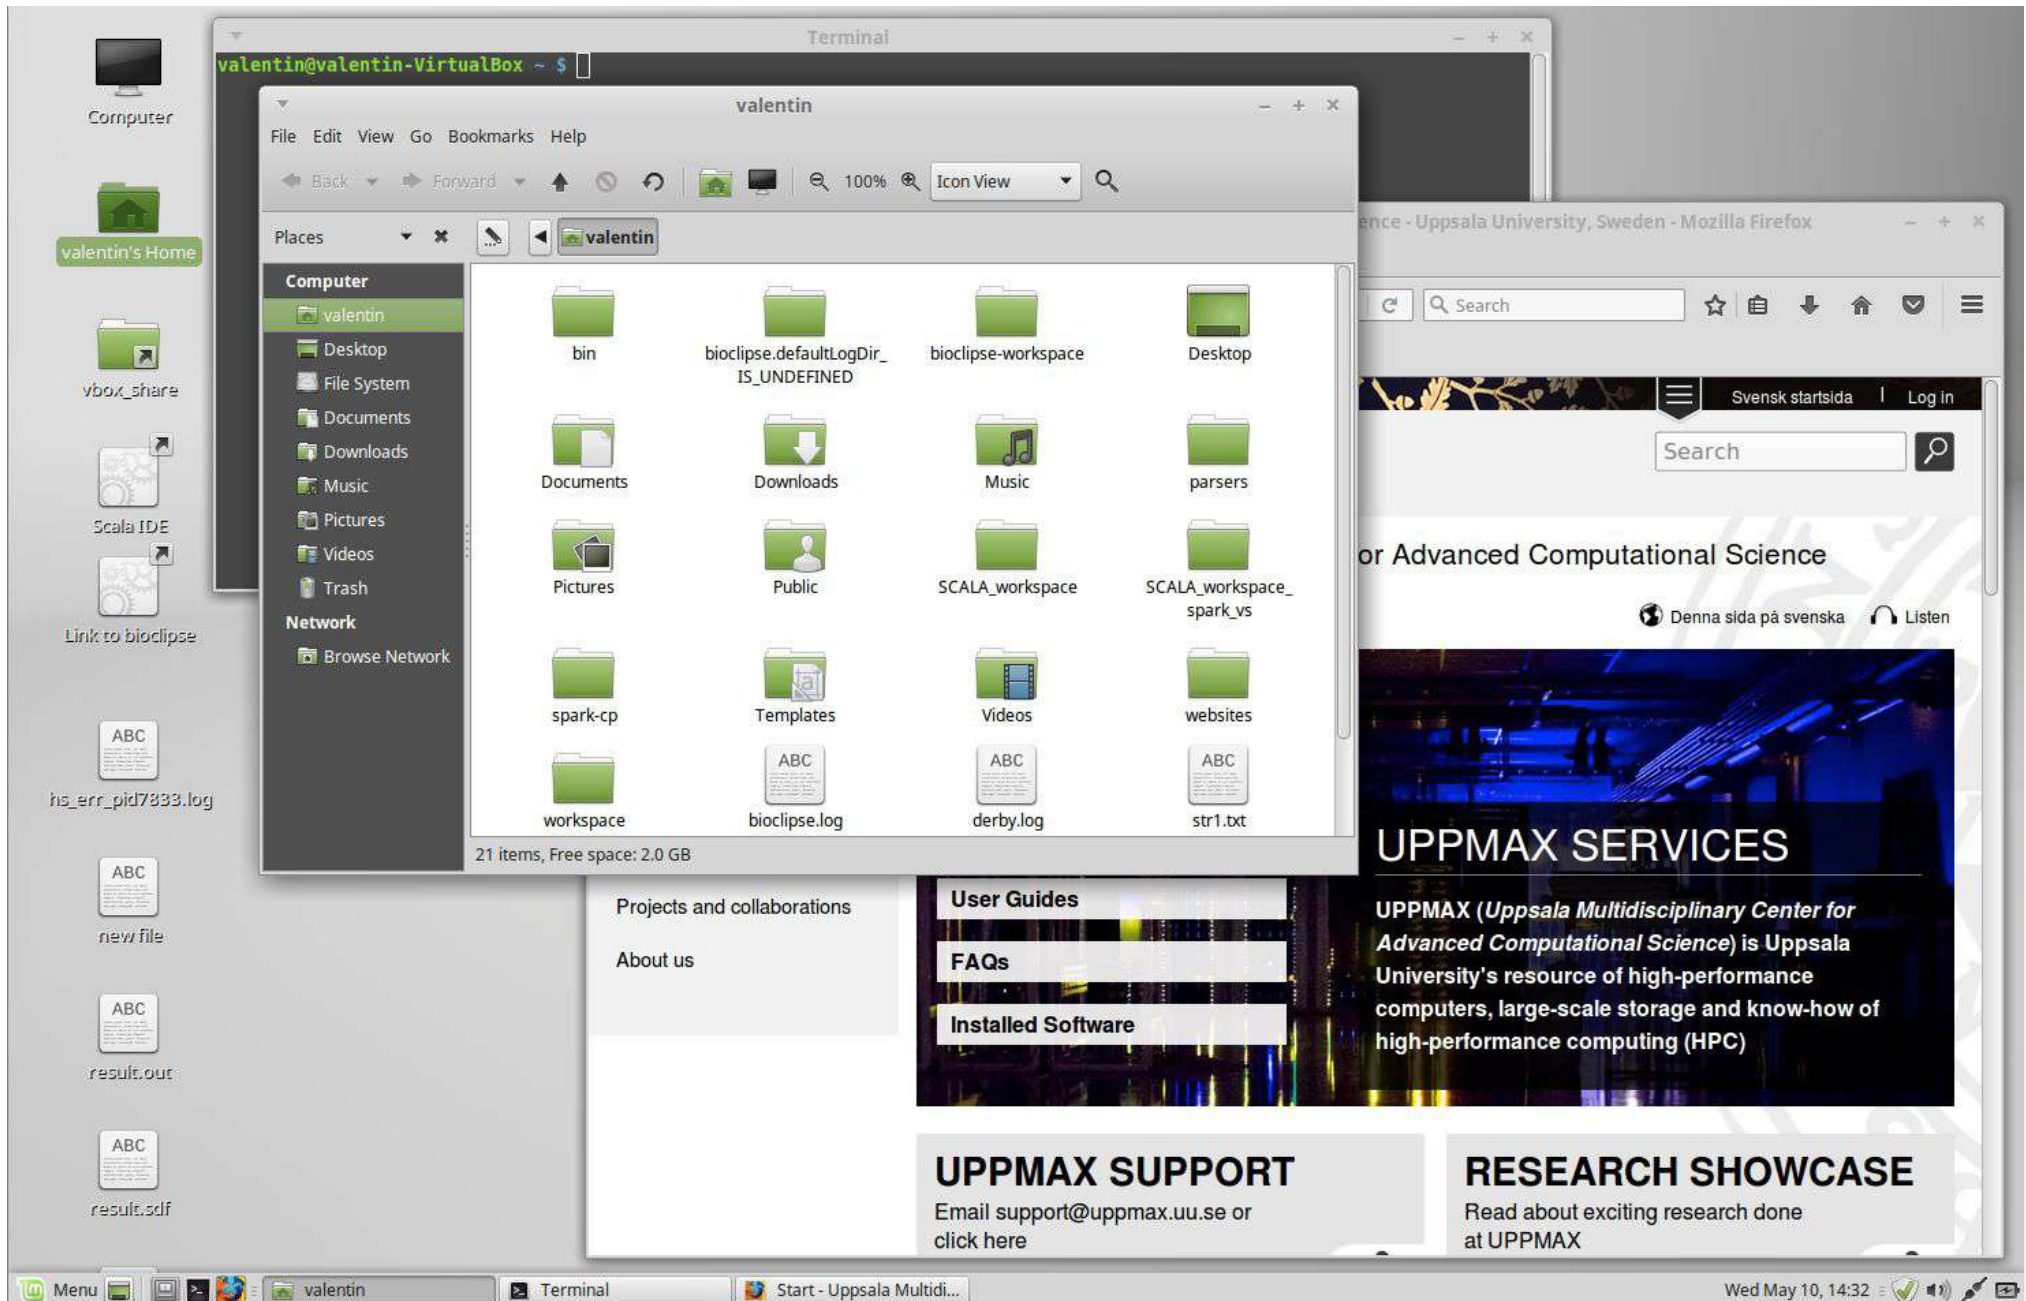 Computer
valentin's Home
vbox_share
Scala IDE
Link to bioclipse
ABC
hs_err_pid7833.log
ABC
new file
ABC
result.out
ABC
result.sdf
Terminal
valentin@valentin-VirtualBox ~ $
valentin
File Edit View Go Bookmarks Help
Back Forward 100% Icon View
Places valentin
Computer
valentin
Desktop
File System
Documents
Downloads
Music
Pictures
Videos
Trash
Network
Browse Network
bin
bioclipse.defaultLogDir_
IS_UNDEFINED
bioclipse-workspace
Desktop
Documents
Downloads
Music
parsers
Pictures
Public
SCALA_workspace
SCALA_workspace_
spark_vs
spark-cp
Templates
Videos
websites
workspace
ABC
bioclipse.log
ABC
derby.log
ABC
str1.txt
21 items, Free space: 2.0 GB
ence - Uppsala University, Sweden - Mozilla Firefox
Search
Svensk startsida | Log in
Search
or Advanced Computational Science
Denna sida på svenska Listen
UPPMAX SERVICES
UPPMAX (Uppsala Multidisciplinary Center for
Advanced Computational Science) is Uppsala
University's resource of high-performance
computers, large-scale storage and know-how of
high-performance computing (HPC)
Projects and collaborations
About us
User Guides
FAQs
Installed Software
UPPMAX SUPPORT
Email support@uppmax.uu.se or
click here
RESEARCH SHOWCASE
Read about exciting research done
at UPPMAX
Menu valentin Terminal Start - Uppsala Multidi... Wed May 10, 14:32